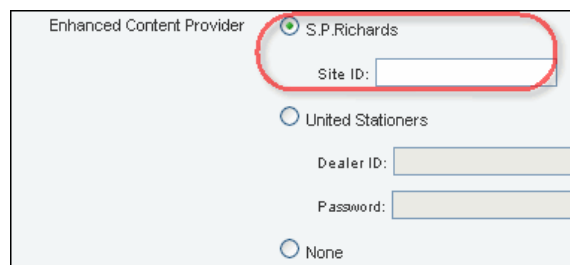 Enhanced Content Provider S.P.Richards
Site ID:
United Stationers
Dealer ID:
Password:
None